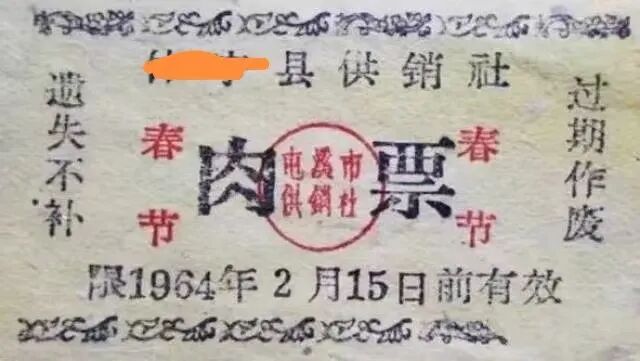 县供销社
遗失不补
春节
肉票
屯溪市
供销社
春节
过期作废
限1964年2月15日前有效